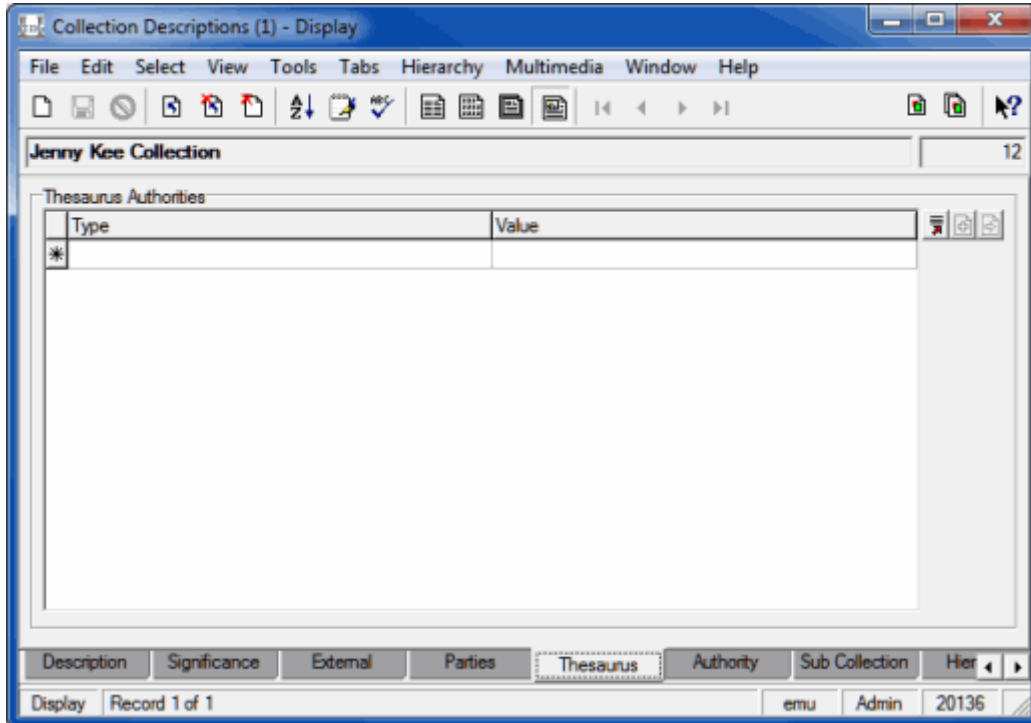 Collection Descriptions (1) - Display
File Edit Select View Tools Tabs Hierarchy Multimedia Window Help
Jenny Kee Collection 12
Thesaurus Authorities
Type Value
Description Significance External Parties Thesaurus Authority Sub Collection Hier
Display Record 1 of 1 emu Admin 20136